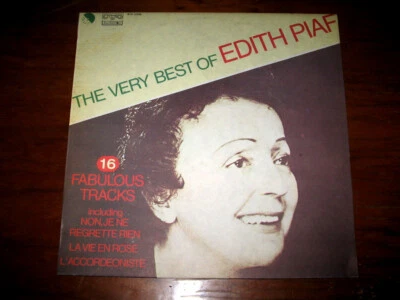 THE VERY BEST OF EDITH PIAF
16
FABULOUS
TRACKS
including
NON, JE NE
REGRETTE RIEN
LA VIE EN ROSE
L'ACCORDEONISTE